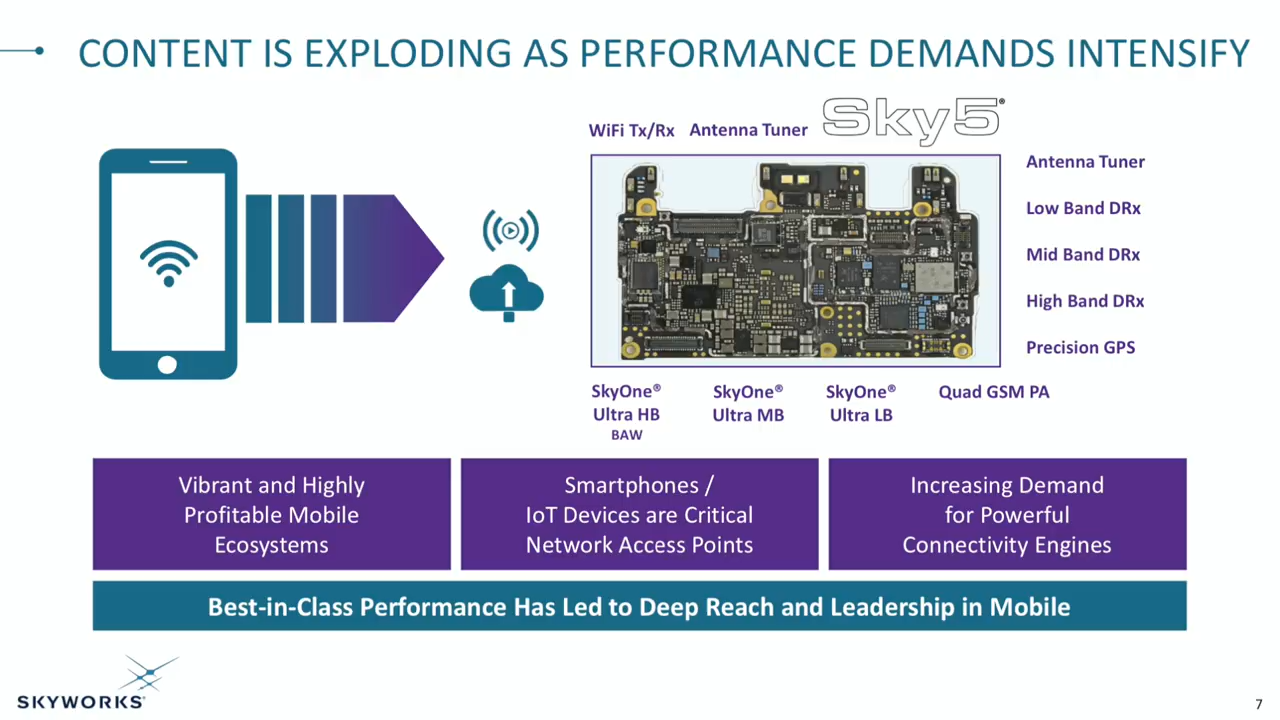 CONTENT IS EXPLODING AS PERFORMANCE DEMANDS INTENSIFY
WiFi Tx/Rx
Antenna Tuner
Sky5®
Antenna Tuner
Low Band DRx
Mid Band DRx
High Band DRx
Precision GPS
SkyOne®
Ultra HB
BAW
SkyOne®
Ultra MB
SkyOne®
Ultra LB
Quad GSM PA
Vibrant and Highly
Profitable Mobile
Ecosystems
Smartphones /
IoT Devices are Critical
Network Access Points
Increasing Demand
for Powerful
Connectivity Engines
Best-in-Class Performance Has Led to Deep Reach and Leadership in Mobile
SKYWORKS®
7